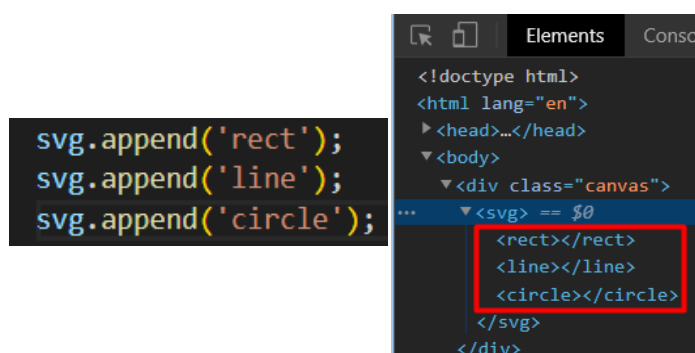 svg.append('rect');
svg.append('line');
svg.append('circle');
Elements Conso
<!doctype html>
<html lang="en">
<head>…</head>
<body>
<div class="canvas">
··· <svg> == $0
<rect></rect>
<line></line>
<circle></circle>
</svg>
</div>